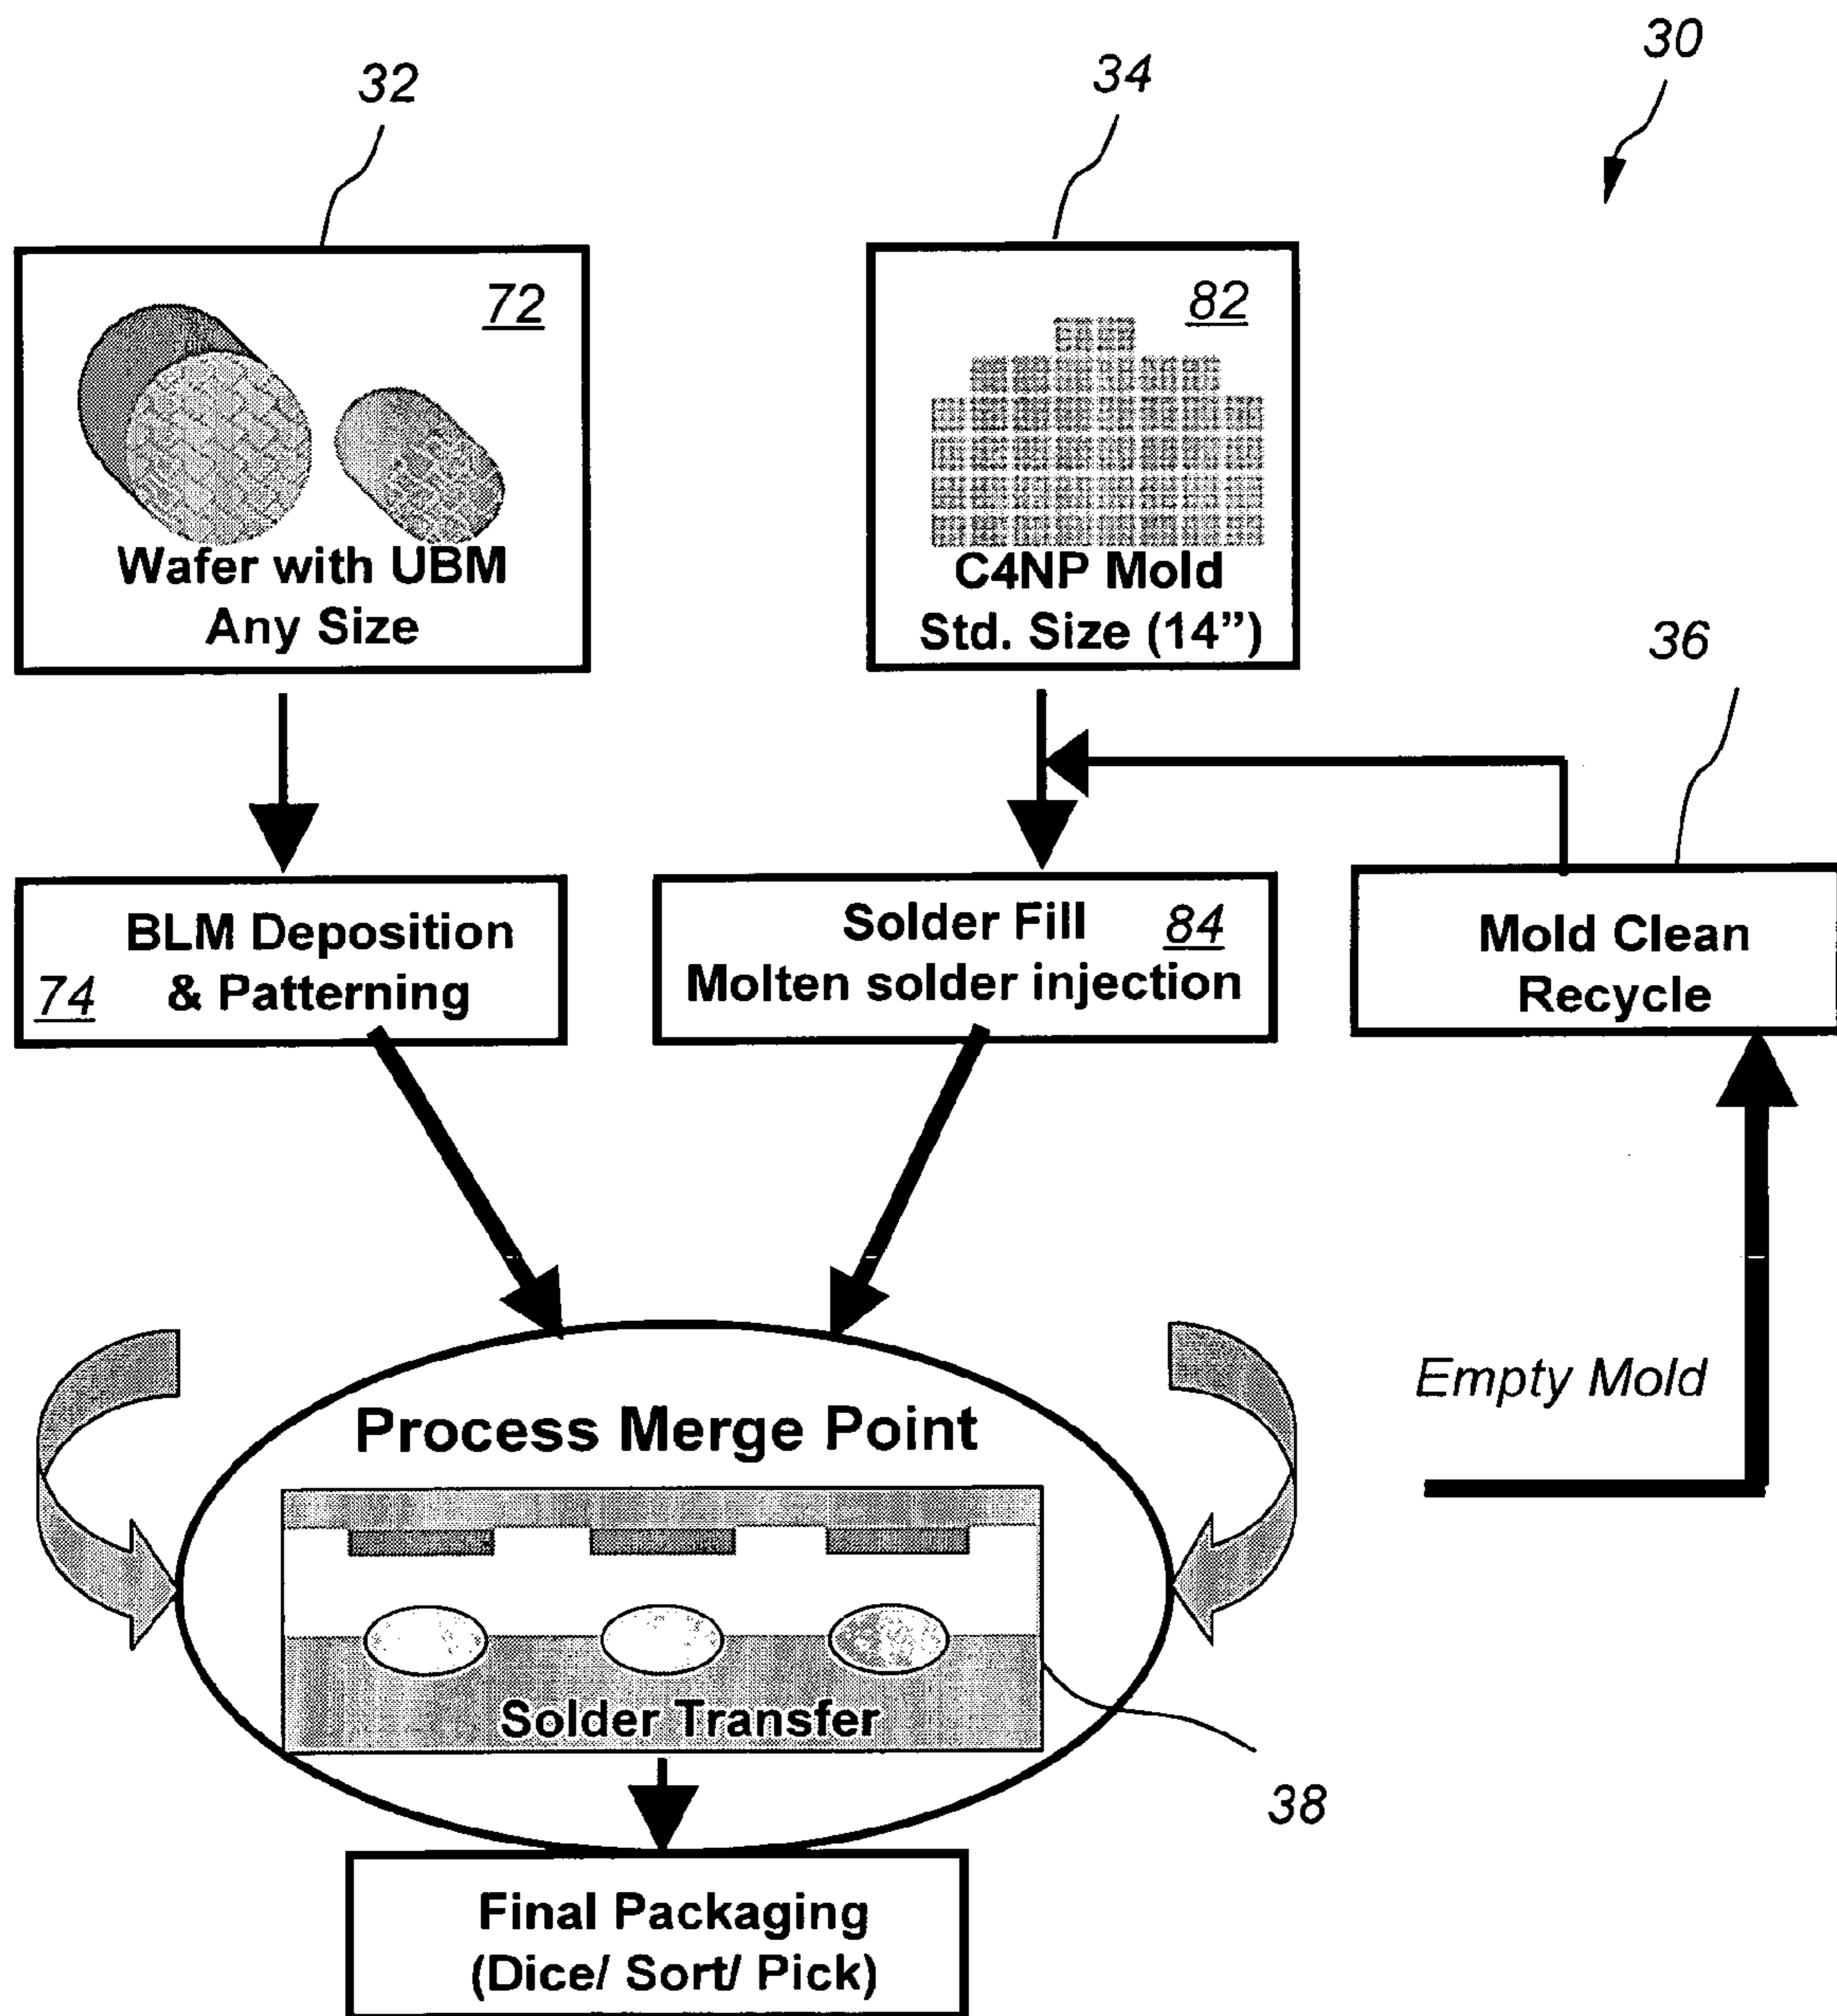 30
32
34
72
Wafer with UBM
Any Size
82
C4NP Mold
Std. Size (14”)
36
BLM Deposition
& Patterning
74
Solder Fill
84
Molten solder injection
Mold Clean
Recycle
Empty Mold
Process Merge Point
Solder Transfer
38
Final Packaging
(Dice/ Sort/ Pick)